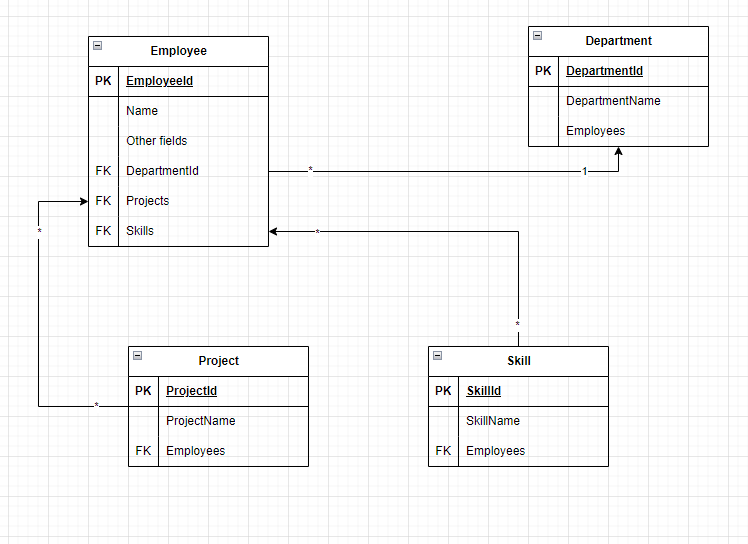 Employee
PK EmployeeId
Name
Other fields
FK DepartmentId
FK Projects
FK Skills
Department
PK DepartmentId
DepartmentName
Employees
* 1
*
*
*
*
Project
PK ProjectId
ProjectName
FK Employees
Skill
PK SkillId
SkillName
FK Employees